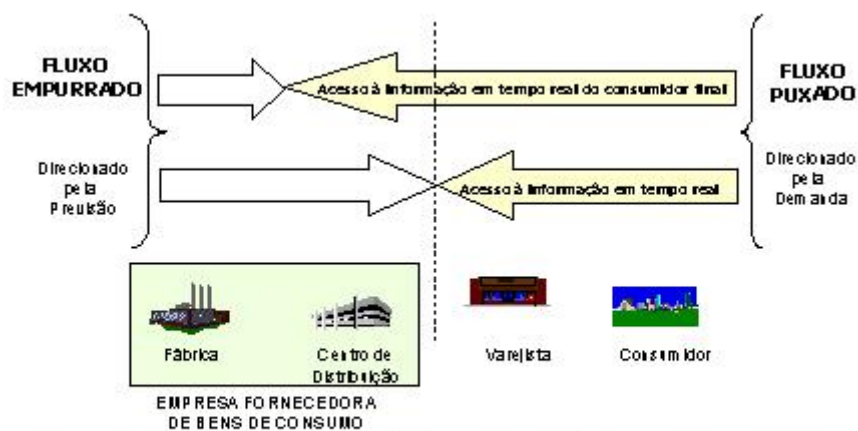 FLUXO
EMPURRADO
Acesso à informação em tempo real do consumidor final
FLUXO
PUXADO
Direcionado
pela
Previsão
Acesso à informação em tempo real
Direcionado
pela
Demanda
Fábrica
Centro de
Distribuição
Varejista
Consumidor
EMPRESA FORNECEDORA
DE BENS DE CONSUMO